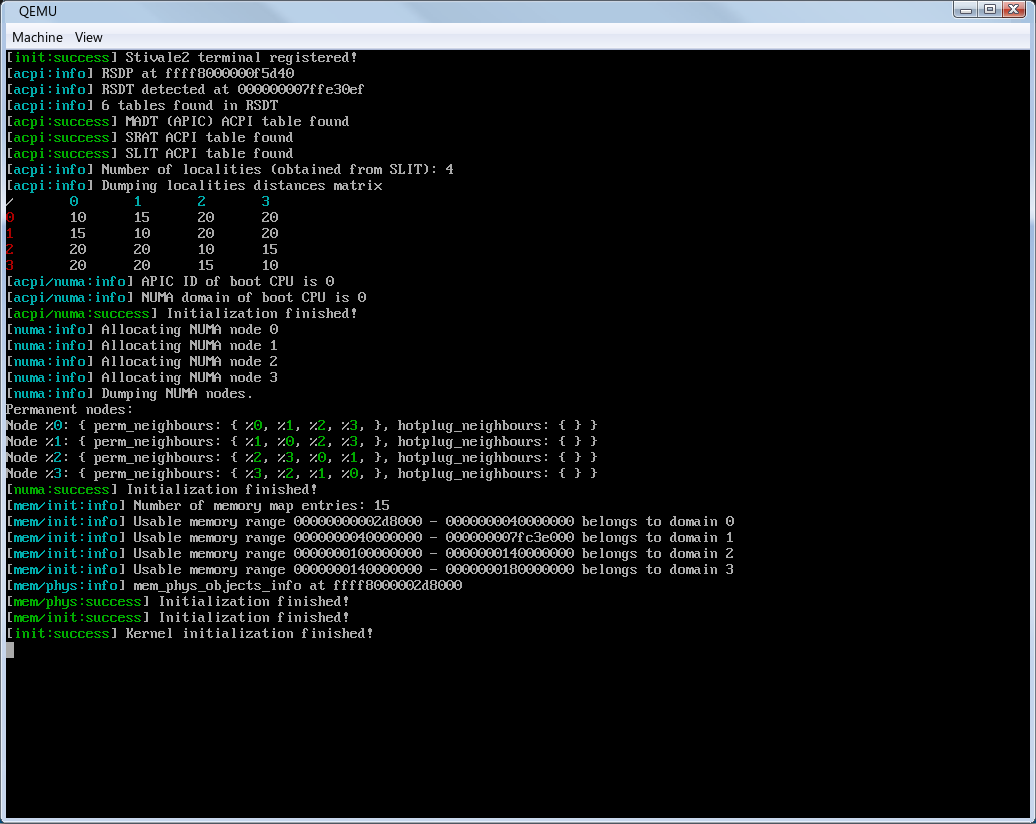 QEMU
Machine View
[init:success] Stivale2 terminal registered!
[acpi:info] RSDP at ffff8000000f5d40
[acpi:info] RSDT detected at 000000007ffe30ef
[acpi:info] 6 tables found in RSDT
[acpi:success] MADT (APIC) ACPI table found
[acpi:success] SRAT ACPI table found
[acpi:success] SLIT ACPI table found
[acpi:info] Number of localities (obtained from SLIT): 4
[acpi:info] Dumping localities distances matrix
/ 0 1 2 3
0 10 15 20 20
1 15 10 20 20
2 20 20 10 15
3 20 20 15 10
[acpi/numa:info] APIC ID of boot CPU is 0
[acpi/numa:info] NUMA domain of boot CPU is 0
[acpi/numa:success] Initialization finished!
[numa:info] Allocating NUMA node 0
[numa:info] Allocating NUMA node 1
[numa:info] Allocating NUMA node 2
[numa:info] Allocating NUMA node 3
[numa:info] Dumping NUMA nodes.
Permanent nodes:
Node %0: { perm_neighbours: { %0, %1, %2, %3, }, hotplug_neighbours: { } }
Node %1: { perm_neighbours: { %1, %0, %2, %3, }, hotplug_neighbours: { } }
Node %2: { perm_neighbours: { %2, %3, %0, %1, }, hotplug_neighbours: { } }
Node %3: { perm_neighbours: { %3, %2, %1, %0, }, hotplug_neighbours: { } }
[numa:success] Initialization finished!
[mem/init:info] Number of memory map entries: 15
[mem/init:info] Usable memory range 00000000002d8000 - 0000000040000000 belongs to domain 0
[mem/init:info] Usable memory range 0000000040000000 - 000000007fc3e000 belongs to domain 1
[mem/init:info] Usable memory range 0000000100000000 - 0000000140000000 belongs to domain 2
[mem/init:info] Usable memory range 0000000140000000 - 0000000180000000 belongs to domain 3
[mem/phys:info] mem_phys_objects_info at ffff8000002d8000
[mem/phys:success] Initialization finished!
[mem/init:success] Initialization finished!
[init:success] Kernel initialization finished!